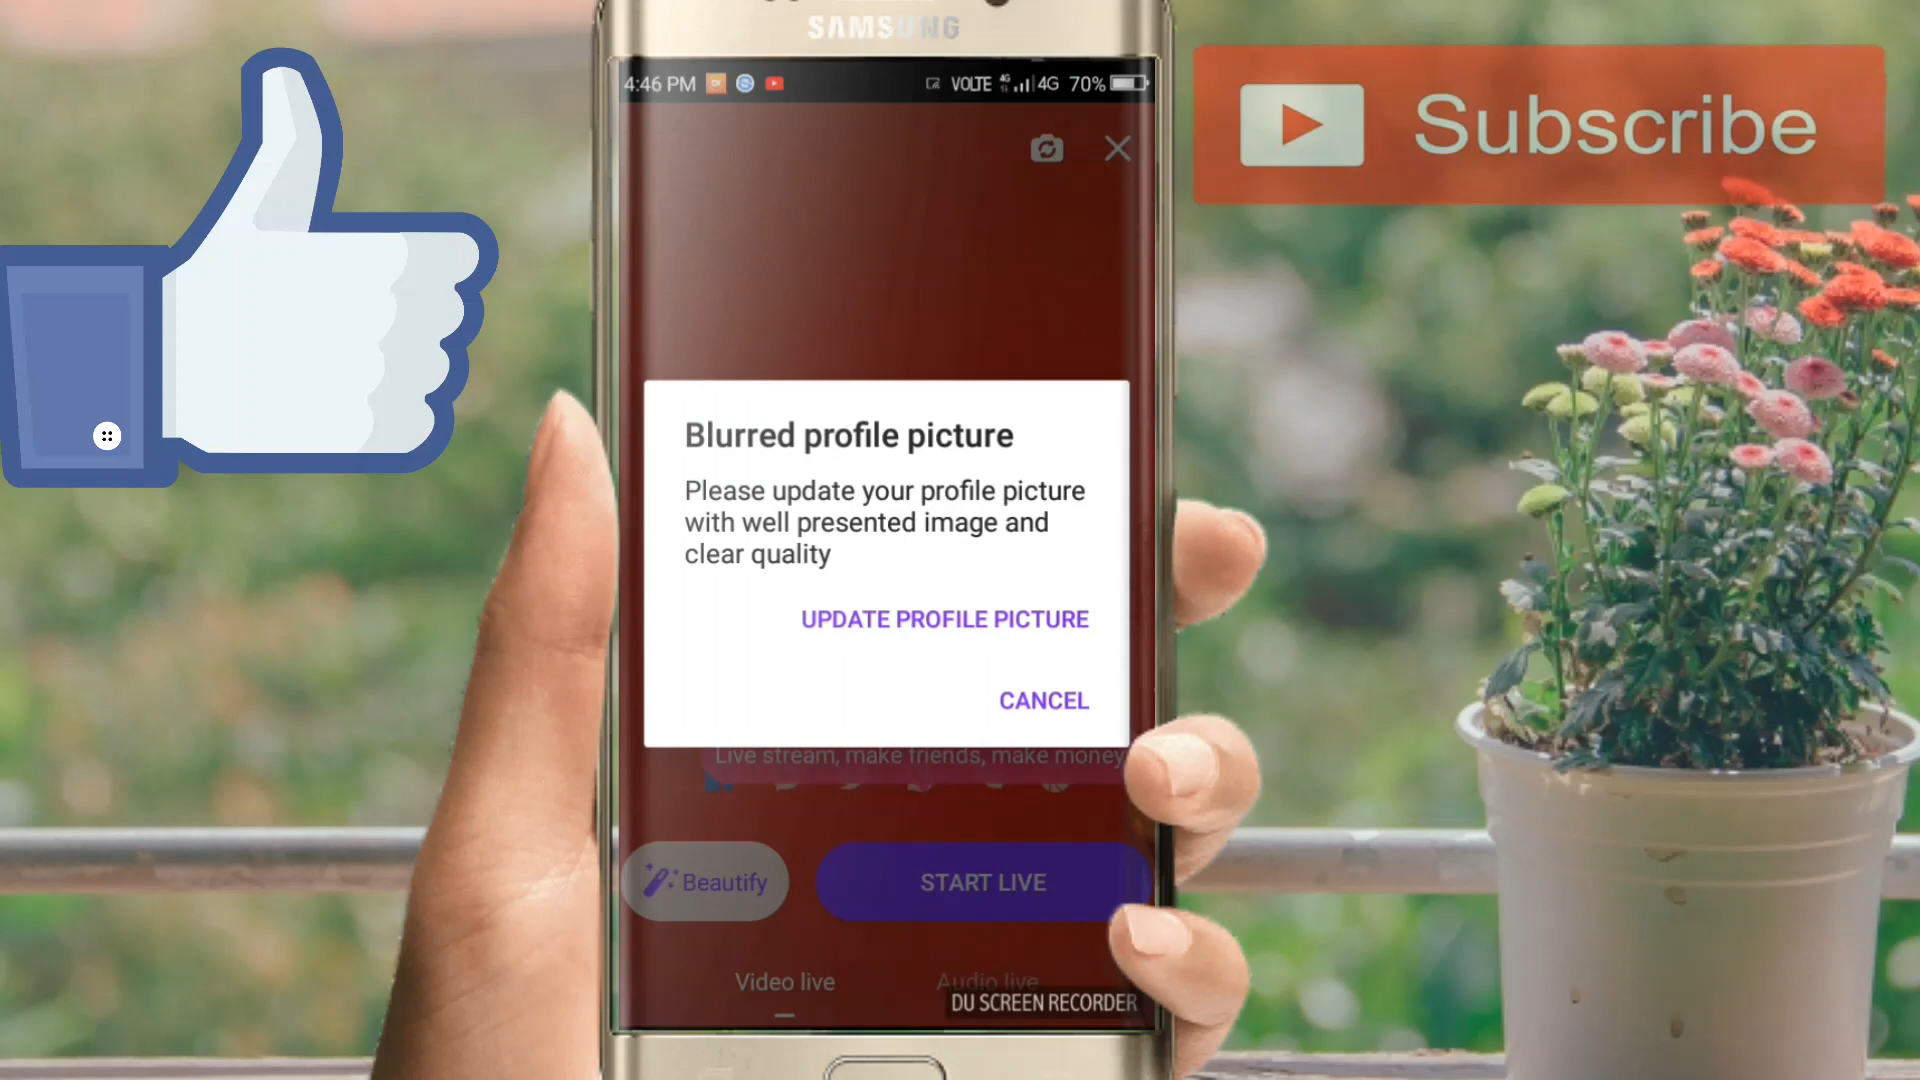 SAMSUNG
4:46 PM
VOLTE 4G 4G 70%
Subscribe
Blurred profile picture
Please update your profile picture
with well presented image and
clear quality
UPDATE PROFILE PICTURE
CANCEL
Live stream, make friends, make money
Beautify
START LIVE
Video live
Audio live
DU SCREEN RECORDER